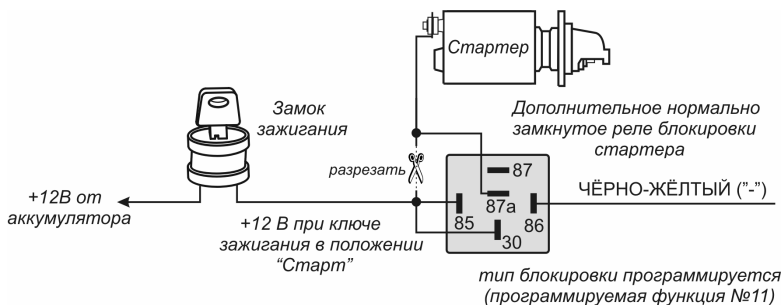 Стартер
Замок
зажигания
Дополнительное нормально
замкнутое реле блокировки
стартера
разрезать
87
87а
85
86
30
ЧЁРНО-ЖЁЛТЫЙ ("-")
+12В от
аккумулятора
+12 В при ключе
зажигания в положении
“Старт”
тип блокировки программируется
(программируемая функция №11)